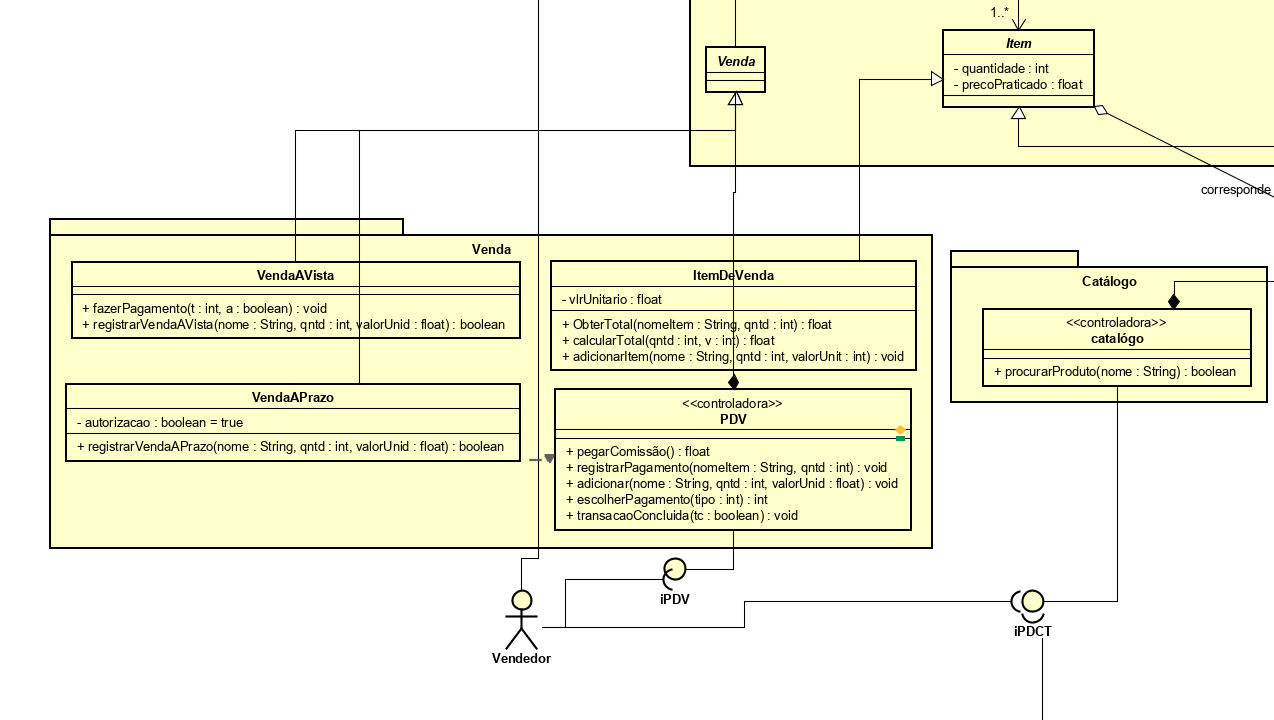 1..*
Item
- quantidade : int
- precoPraticado : float
Venda
corresponde
Venda
VendaAVista
+ fazerPagamento(t : int, a : boolean) : void
+ registrarVendaAVista(nome : String, qntd : int, valorUnid : float) : boolean
VendaAPrazo
- autorizacao : boolean = true
+ registrarVendaAPrazo(nome : String, qntd : int, valorUnid : float) : boolean
ItemDeVenda
- vlrUnitario : float
+ ObterTotal(nomeItem : String, qntd : int) : float
+ calcularTotal(qntd : int, v : int) : float
+ adicionarItem(nome : String, qntd : int, valorUnit : int) : void
<<controladora>>
PDV
+ pegarComissão() : float
+ registrarPagamento(nomeItem : String, qntd : int) : void
+ adicionar(nome : String, qntd : int, valorUnid : float) : void
+ escolherPagamento(tipo : int) : int
+ transacaoConcluida(tc : boolean) : void
Catálogo
<<controladora>>
catalógo
+ procurarProduto(nome : String) : boolean
iPDV
iPDCT
Vendedor